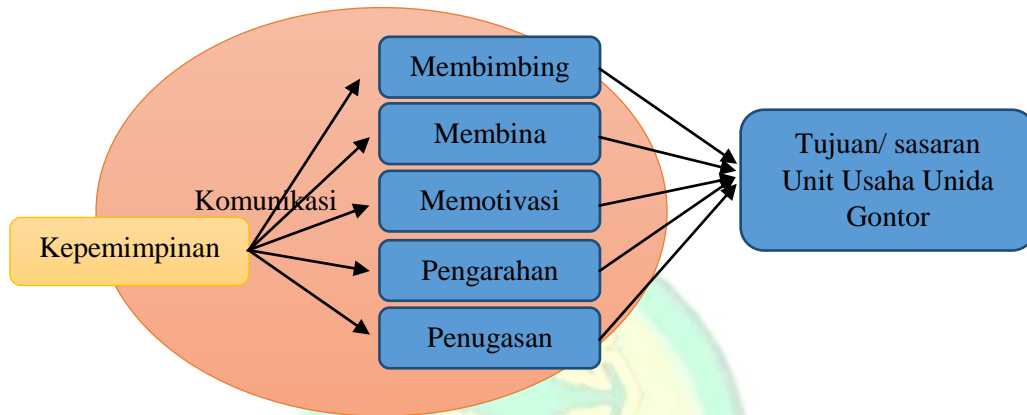 Membimbing
Membina
Komunikasi
Memotivasi
Kepemimpinan
Pengarahan
Penugasan
Tujuan/ sasaran
Unit Usaha Unida
Gontor